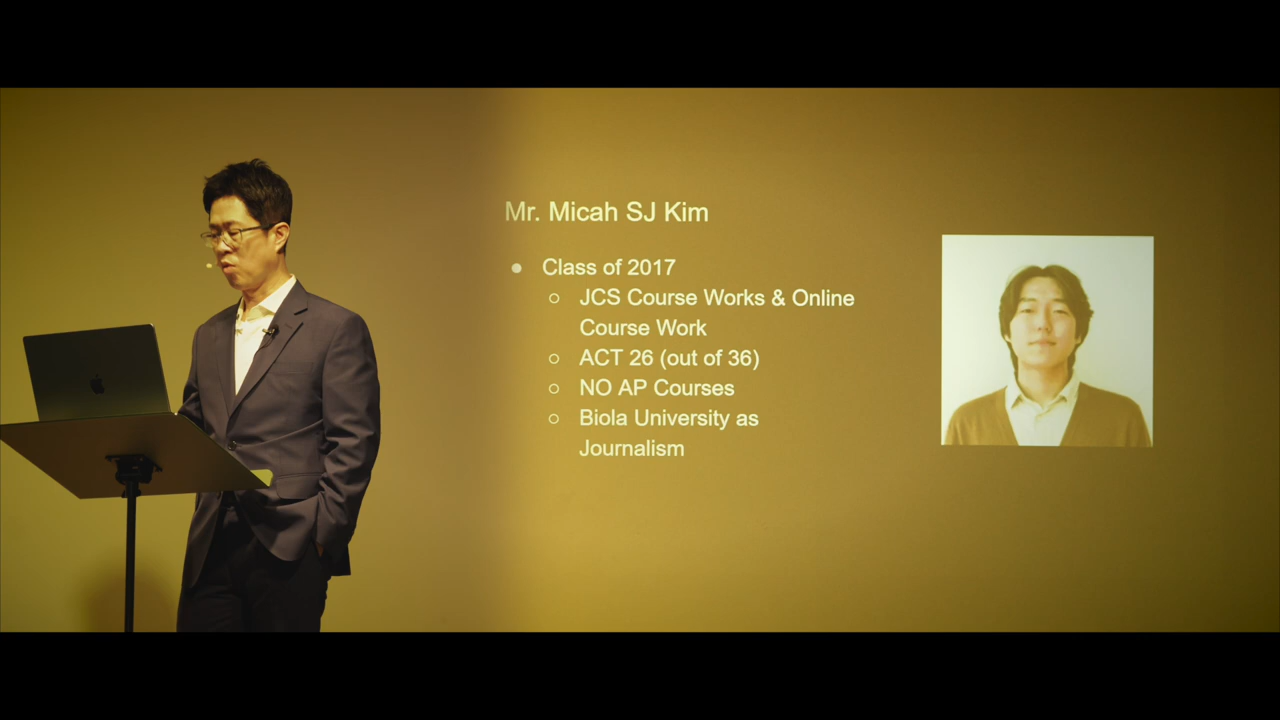 Mr. Micah SJ Kim
● Class of 2017
○ JCS Course Works & Online
Course Work
○ ACT 26 (out of 36)
○ NO AP Courses
○ Biola University as
Journalism